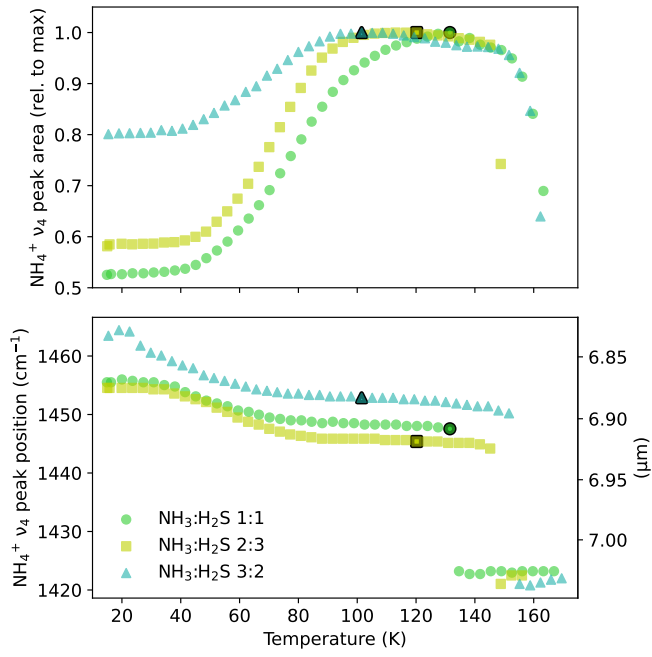 NH₄⁺ ν₄ peak area (rel. to max)
1.0
0.9
0.8
0.7
0.6
0.5
NH₄⁺ ν₄ peak position (cm⁻¹)
1460
1450
1440
1430
1420
6.85
6.90
6.95
7.00
(μm)
NH₃:H₂S 1:1
NH₃:H₂S 2:3
NH₃:H₂S 3:2
20 40 60 80 100 120 140 160
Temperature (K)